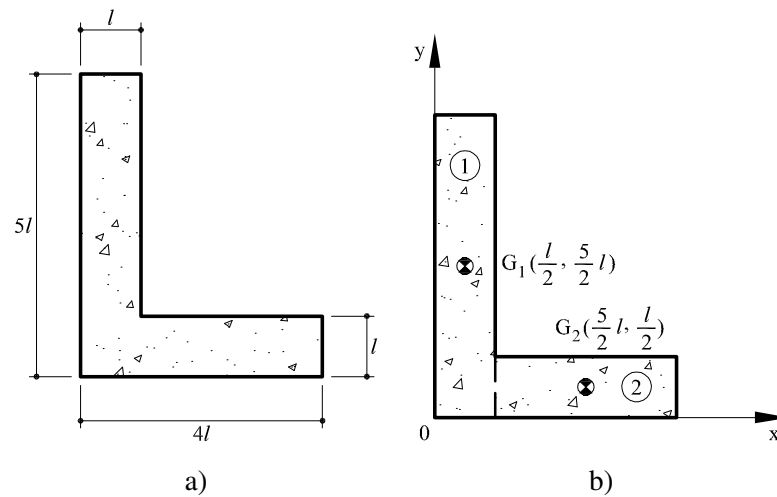 l
5l
l
4l
a)
y
1
G₁(l/2, 5/2 l)
G₂(5/2 l, l/2)
2
0
x
b)